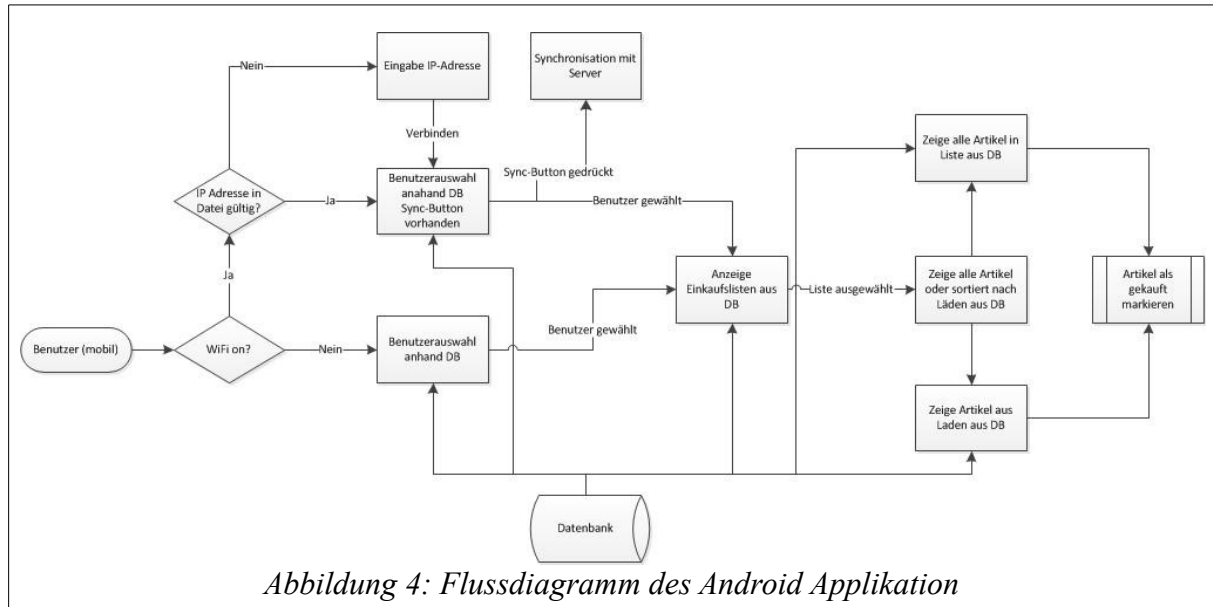 Nein
Eingabe IP-Adresse
Synchronisation mit
Server
Verbinden
Zeige alle Artikel in
Liste aus DB
IP Adresse in
Datei gültig?
Ja
Benutzerauswahl
anahand DB
Sync-Button
vorhanden
Sync-Button gedrückt
Benutzer gewählt
Ja
Anzeige
Einkaufslisten aus
DB
Liste ausgewählt
Zeige alle Artikel
oder sortiert nach
Läden aus DB
Artikel als
gekauft
markieren
Benutzer (mobil)
WiFi on?
Nein
Benutzerauswahl
anhand DB
Benutzer gewählt
Zeige Artikel aus
Laden aus DB
Datenbank
Abbildung 4: Flussdiagramm des Android Applikation